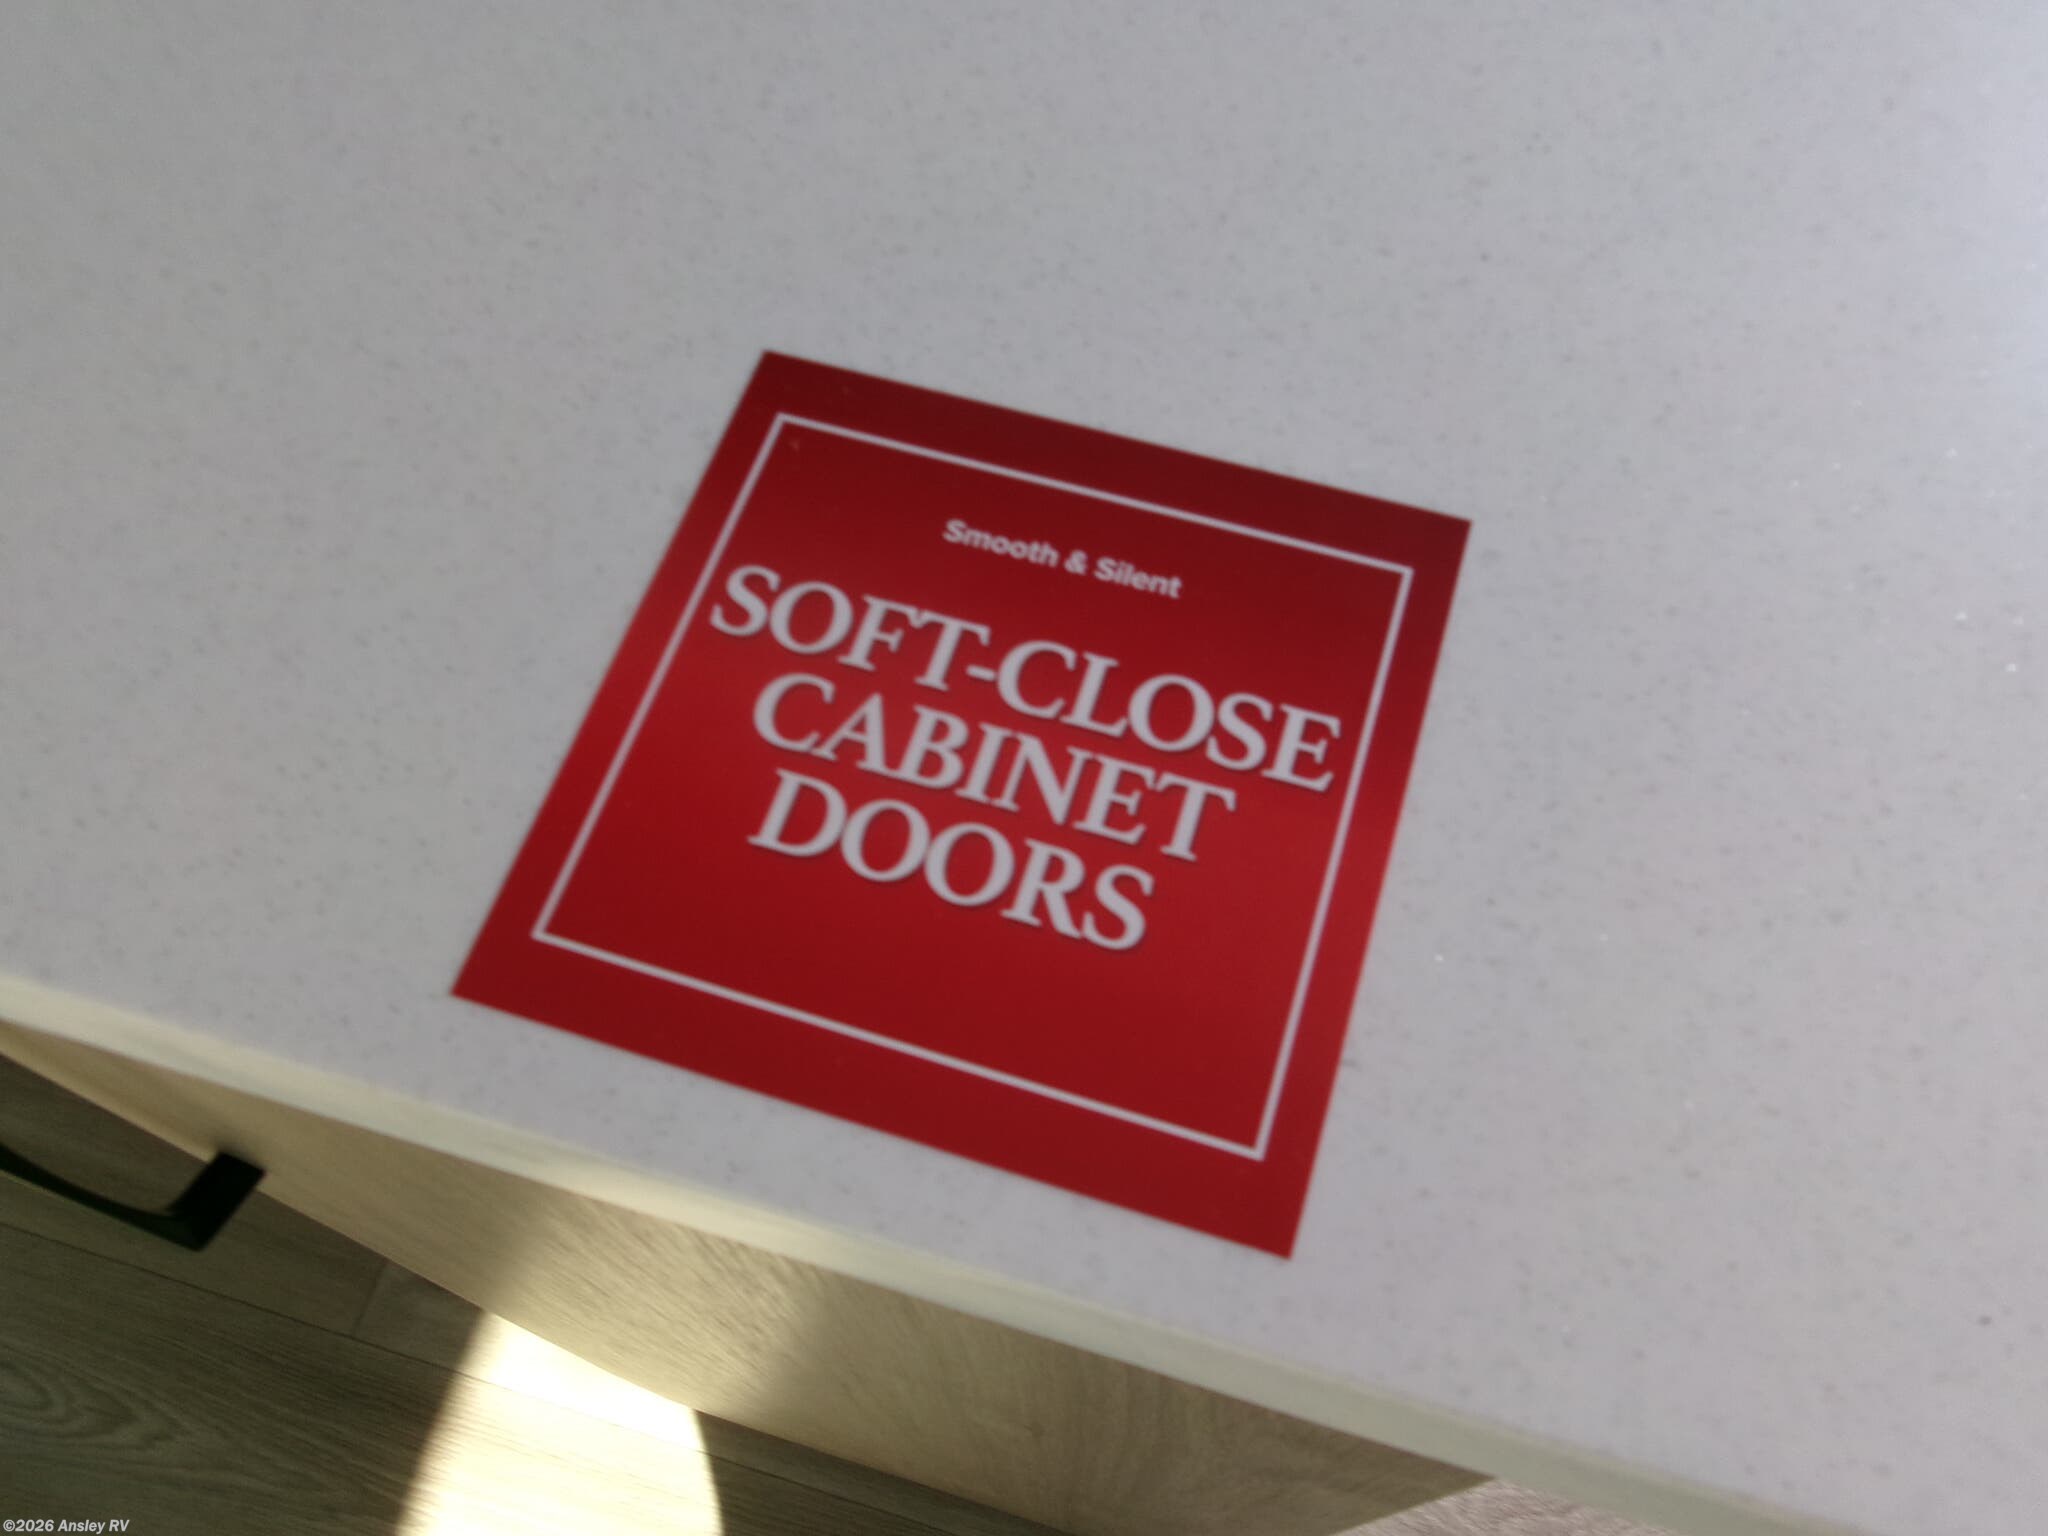 Smooth & Silent
SOFT-CLOSE
CABINET
DOORS
©2026 Ansley RV